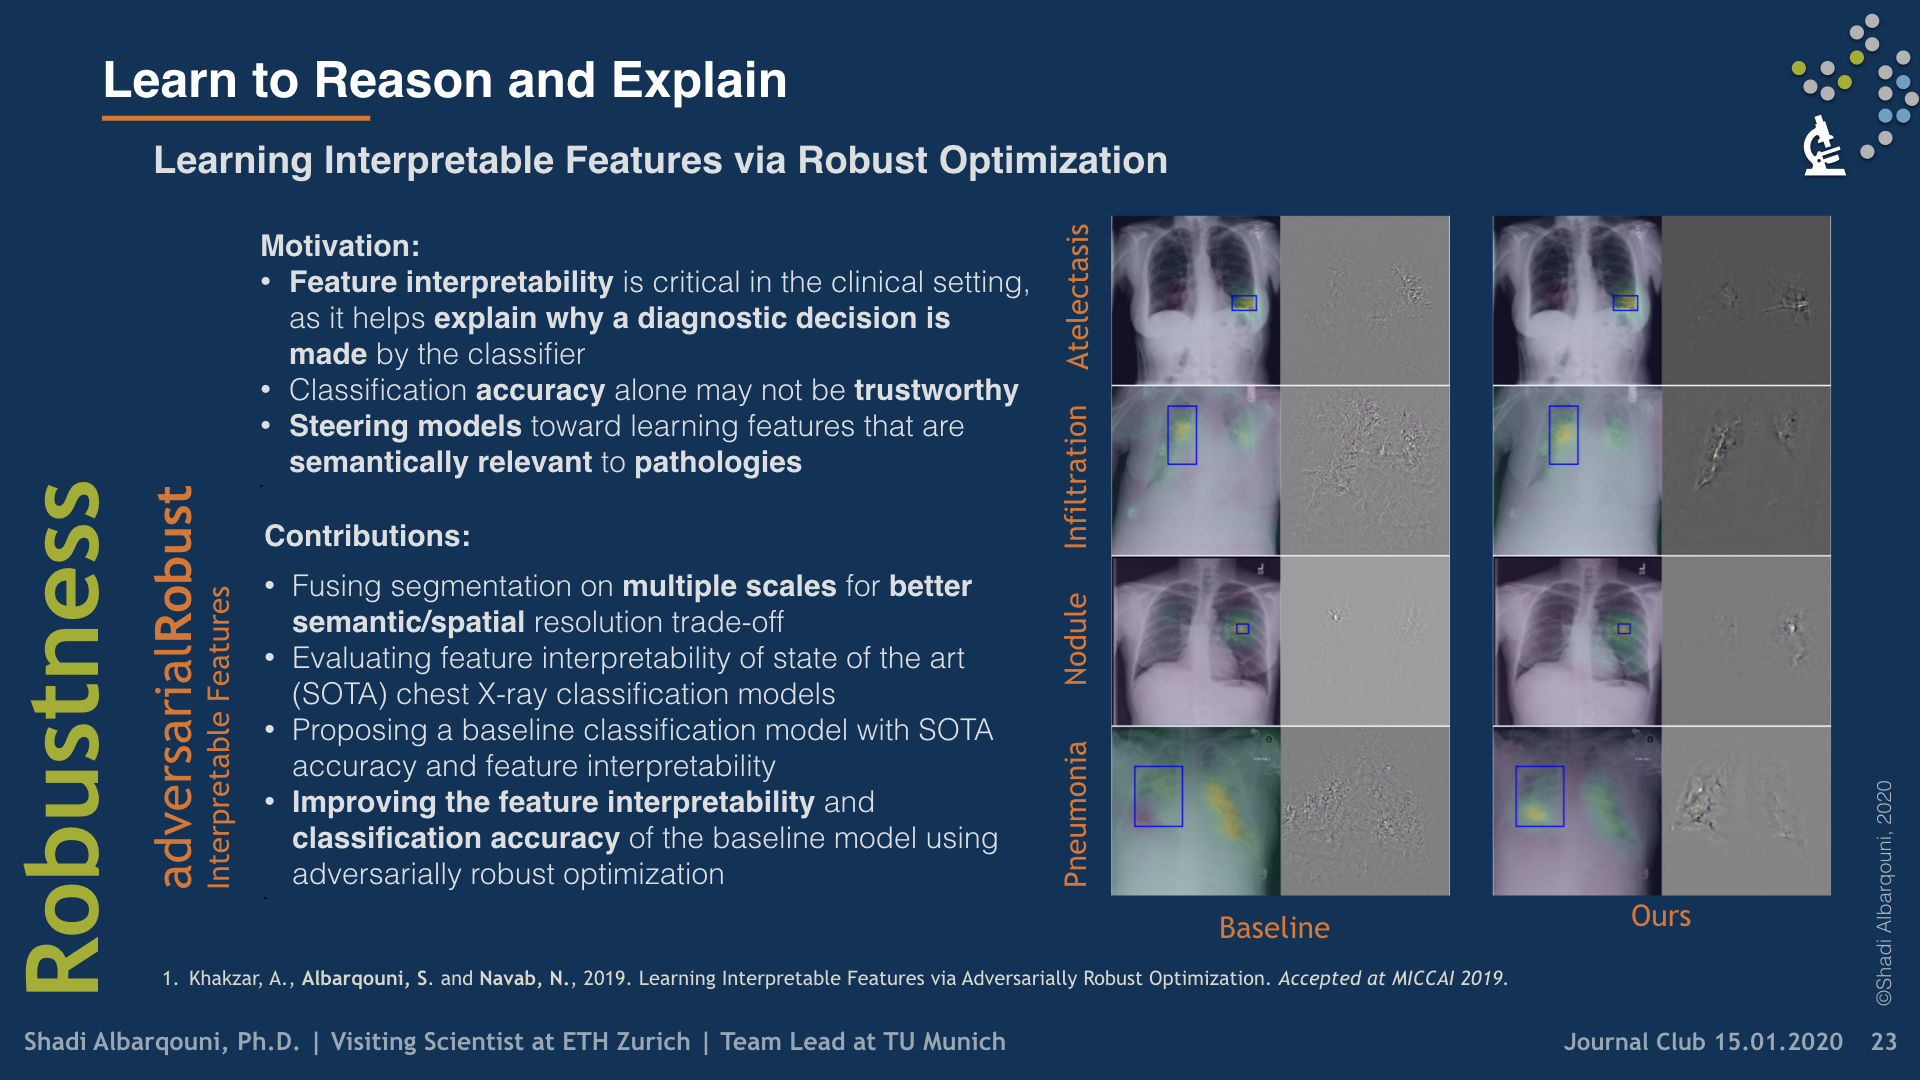 Learn to Reason and Explain
Learning Interpretable Features via Robust Optimization
Motivation:
• Feature interpretability is critical in the clinical setting,
as it helps explain why a diagnostic decision is
made by the classifier
• Classification accuracy alone may not be trustworthy
• Steering models toward learning features that are
semantically relevant to pathologies
Contributions:
• Fusing segmentation on multiple scales for better
semantic/spatial resolution trade-off
• Evaluating feature interpretability of state of the art
(SOTA) chest X-ray classification models
• Proposing a baseline classification model with SOTA
accuracy and feature interpretability
• Improving the feature interpretability and
classification accuracy of the baseline model using
adversarially robust optimization
Robustness
adversarialRobust
Interpretable Features
Atelectasis
Infiltration
Nodule
Pneumonia
L
L
Baseline
Ours
1. Khakzar, A., Albarqouni, S. and Navab, N., 2019. Learning Interpretable Features via Adversarially Robust Optimization. Accepted at MICCAI 2019.
©Shadi Albarqouni, 2020
Shadi Albarqouni, Ph.D. | Visiting Scientist at ETH Zurich | Team Lead at TU Munich
Journal Club 15.01.2020 23